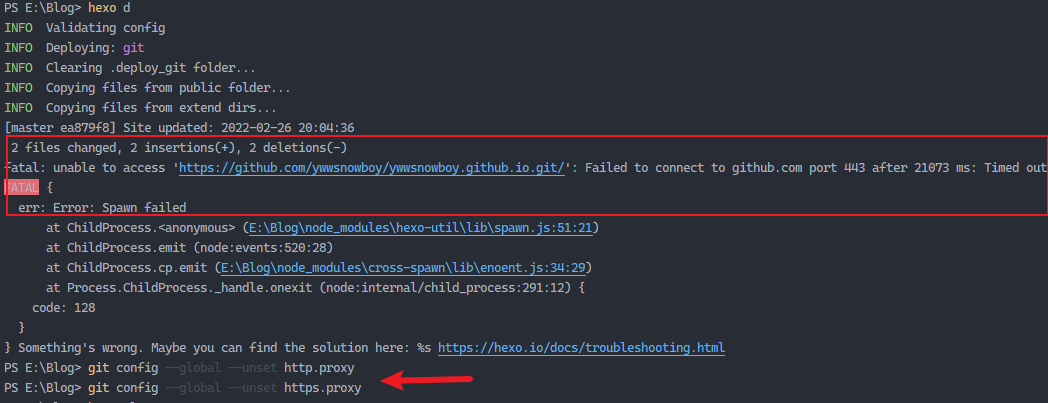 PS E:\Blog> hexo d
INFO  Validating config
INFO  Deploying: git
INFO  Clearing .deploy_git folder...
INFO  Copying files from public folder...
INFO  Copying files from extend dirs...
[master ea879f8] Site updated: 2022-02-26 20:04:36
 2 files changed, 2 insertions(+), 2 deletions(-)
fatal: unable to access 'https://github.com/ywwsnowboy/ywwsnowboy.github.io.git/': Failed to connect to github.com port 443 after 21073 ms: Timed out
FATAL {
  err: Error: Spawn failed
      at ChildProcess.<anonymous> (E:\Blog\node_modules\hexo-util\lib\spawn.js:51:21)
      at ChildProcess.emit (node:events:520:28)
      at ChildProcess.cp.emit (E:\Blog\node_modules\cross-spawn\lib\enoent.js:34:29)
      at Process.ChildProcess._handle.onexit (node:internal/child_process:291:12) {
    code: 128
  }
} Something's wrong. Maybe you can find the solution here: %s https://hexo.io/docs/troubleshooting.html
PS E:\Blog> git config --global --unset http.proxy
PS E:\Blog> git config --global --unset https.proxy